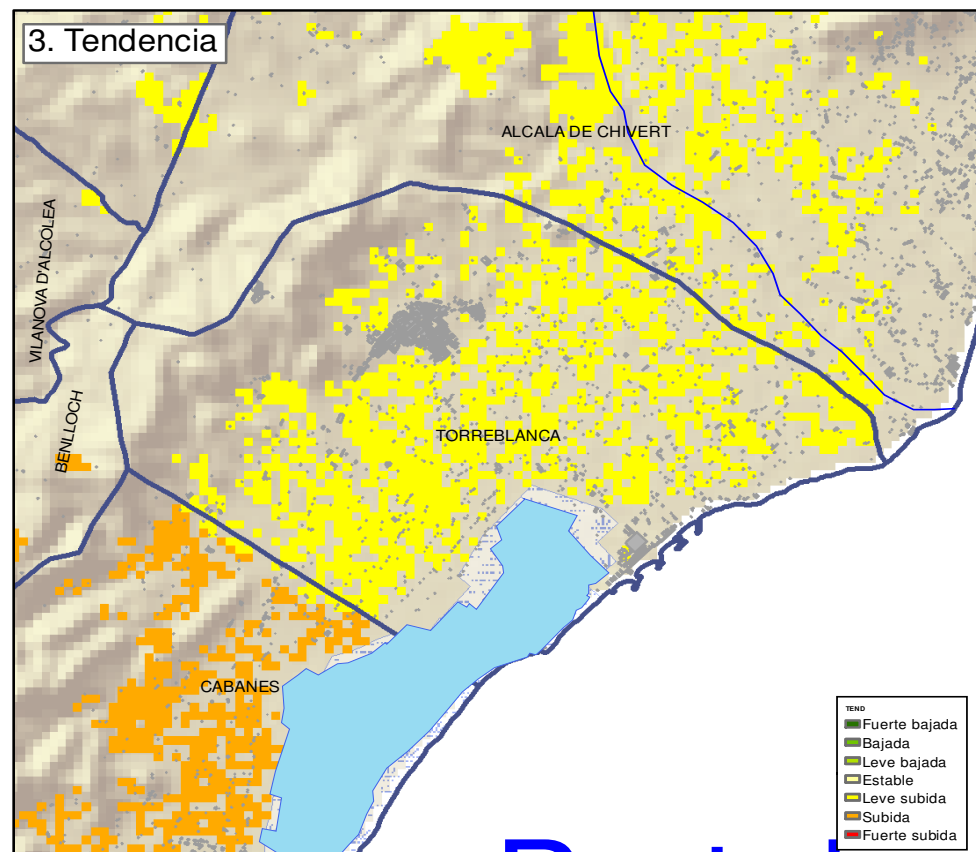 3. Tendencia
ALCALA DE CHIVERT
VILANOVA D'ALCOLEA
BENLLOCH
TORREBLANCA
CABANES
TEND
Fuerte bajada
Bajada
Leve bajada
Estable
Leve subida
Subida
Fuerte subida